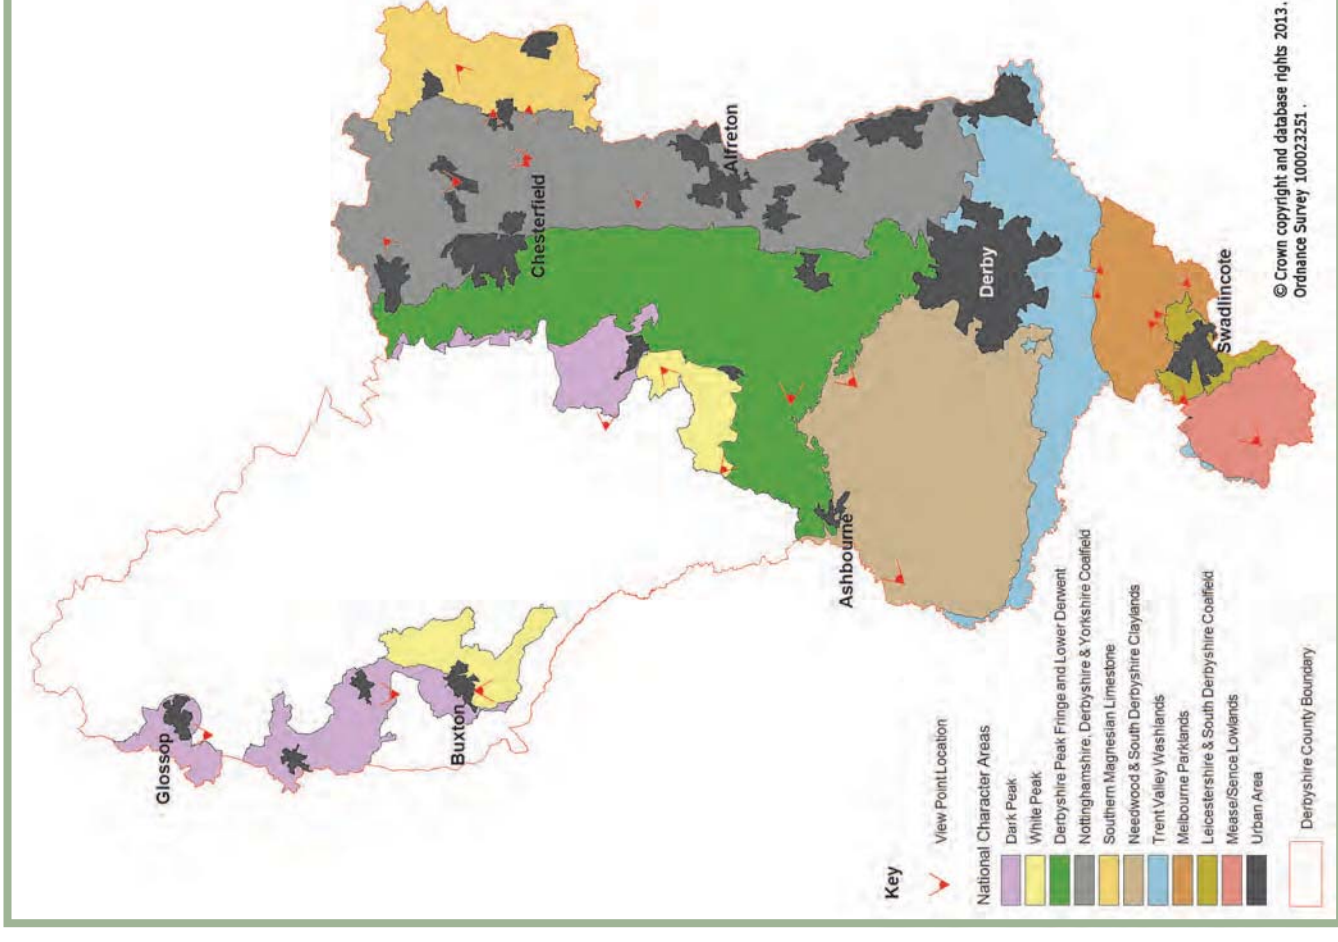 Glossop
Buxton
Chesterfield
Alfreton
Ashbourne
Derby
Swadlincote
Key
View Point Location
National Character Areas
Dark Peak
White Peak
Derbyshire Peak Fringe and Lower Derwent
Nottinghamshire, Derbyshire & Yorkshire Coalfield
Southern Magnesian Limestone
Needwood & South Derbyshire Claylands
Trent Valley Washlands
Melbourne Parklands
Leicestershire & South Derbyshire Coalfield
Mease/Sence Lowlands
Urban Area
Derbyshire County Boundary
© Crown copyright and database rights 2013.
Ordnance Survey 100023251.